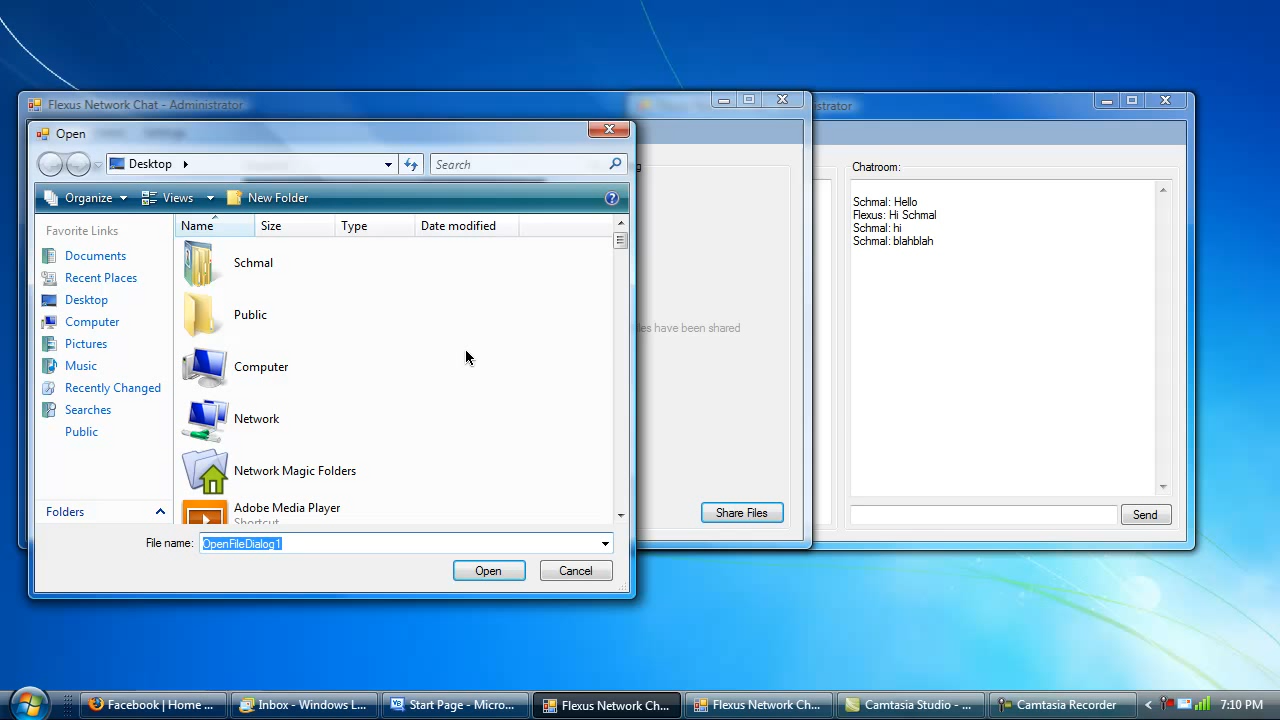 Flexus Network Chat - Administrator
Open
Desktop
Search
Organize
Views
New Folder
Favorite Links
Documents
Recent Places
Desktop
Computer
Pictures
Music
Recently Changed
Searches
Public
Folders
Name
Size
Type
Date modified
Schmal
Public
Computer
Network
Network Magic Folders
Adobe Media Player
Shortcut
File name:
OpenFileDialog1
Open
Cancel
have been shared
Share Files
Chatroom:
Schmal: Hello
Flexus: Hi Schmal
Schmal: hi
Schmal: blahblah
Send
Facebook | Home ...
Inbox - Windows L...
Start Page - Micro...
Flexus Network Ch...
Flexus Network Ch...
Camtasia Studio - ...
Camtasia Recorder
7:10 PM